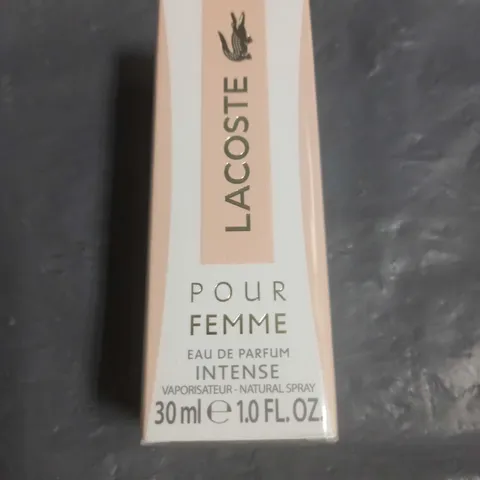 LACOSTE
POUR
FEMME
EAU DE PARFUM
INTENSE
VAPORISATEUR - NATURAL SPRAY
30 ml ℮ 1.0 FL. OZ.